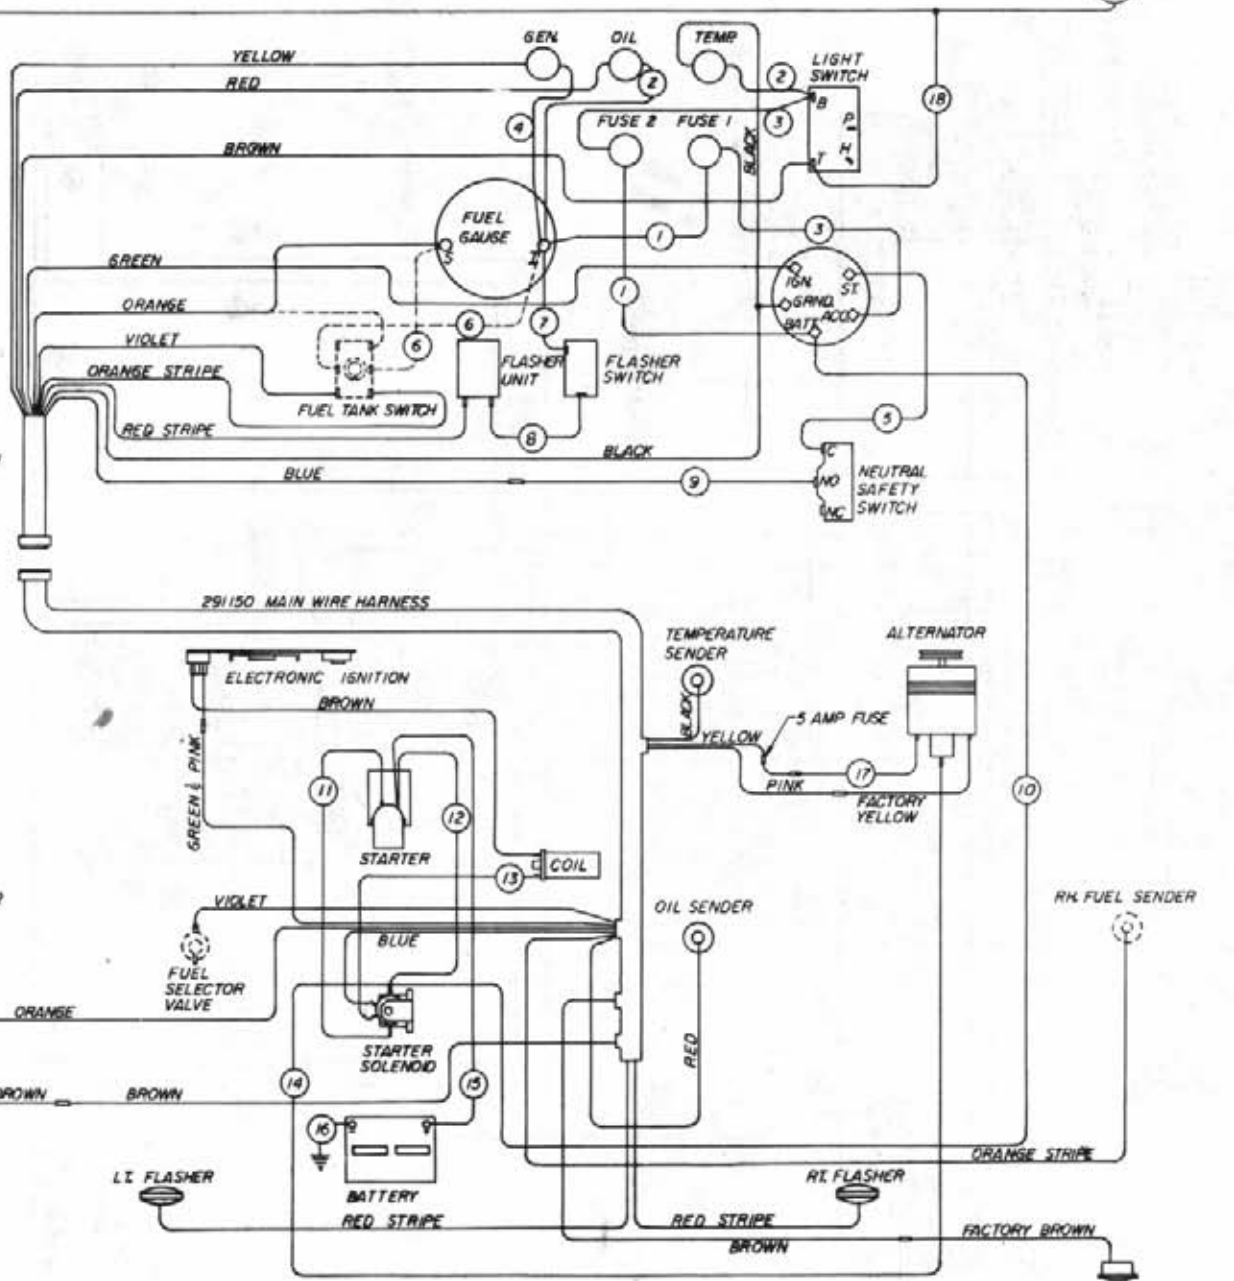 GEN.
OIL
TEMP.
YELLOW
RED
LIGHT
SWITCH
2
2
B
18
4
3
P
FUSE 2
FUSE 1
BLACK
H
BROWN
T
FUEL
GAUGE
S
I
1
3
GREEN
IGN.
ST.
ORANGE
1
GRND.
ACC.
BATT.
VIOLET
6
7
6
ORANGE STRIPE
FLASHER
UNIT
FLASHER
SWITCH
FUEL TANK SWITCH
5
RED STRIPE
8
BLACK
C
BLUE
9
NO
NEUTRAL
SAFETY
SWITCH
NC
291150 MAIN WIRE HARNESS
TEMPERATURE
SENDER
ALTERNATOR
ELECTRONIC IGNITION
BROWN
BLACK
5 AMP FUSE
YELLOW
GREEN & PINK
17
PINK
FACTORY
YELLOW
10
11
12
STARTER
COIL
13
VIOLET
OIL SENDER
RH. FUEL SENDER
BLUE
FUEL
SELECTOR
VALVE
ORANGE
RED
STARTER
SOLENOID
14
15
BROWN
16
ORANGE STRIPE
LT. FLASHER
RT. FLASHER
BATTERY
RED STRIPE
RED STRIPE
BROWN
FACTORY BROWN